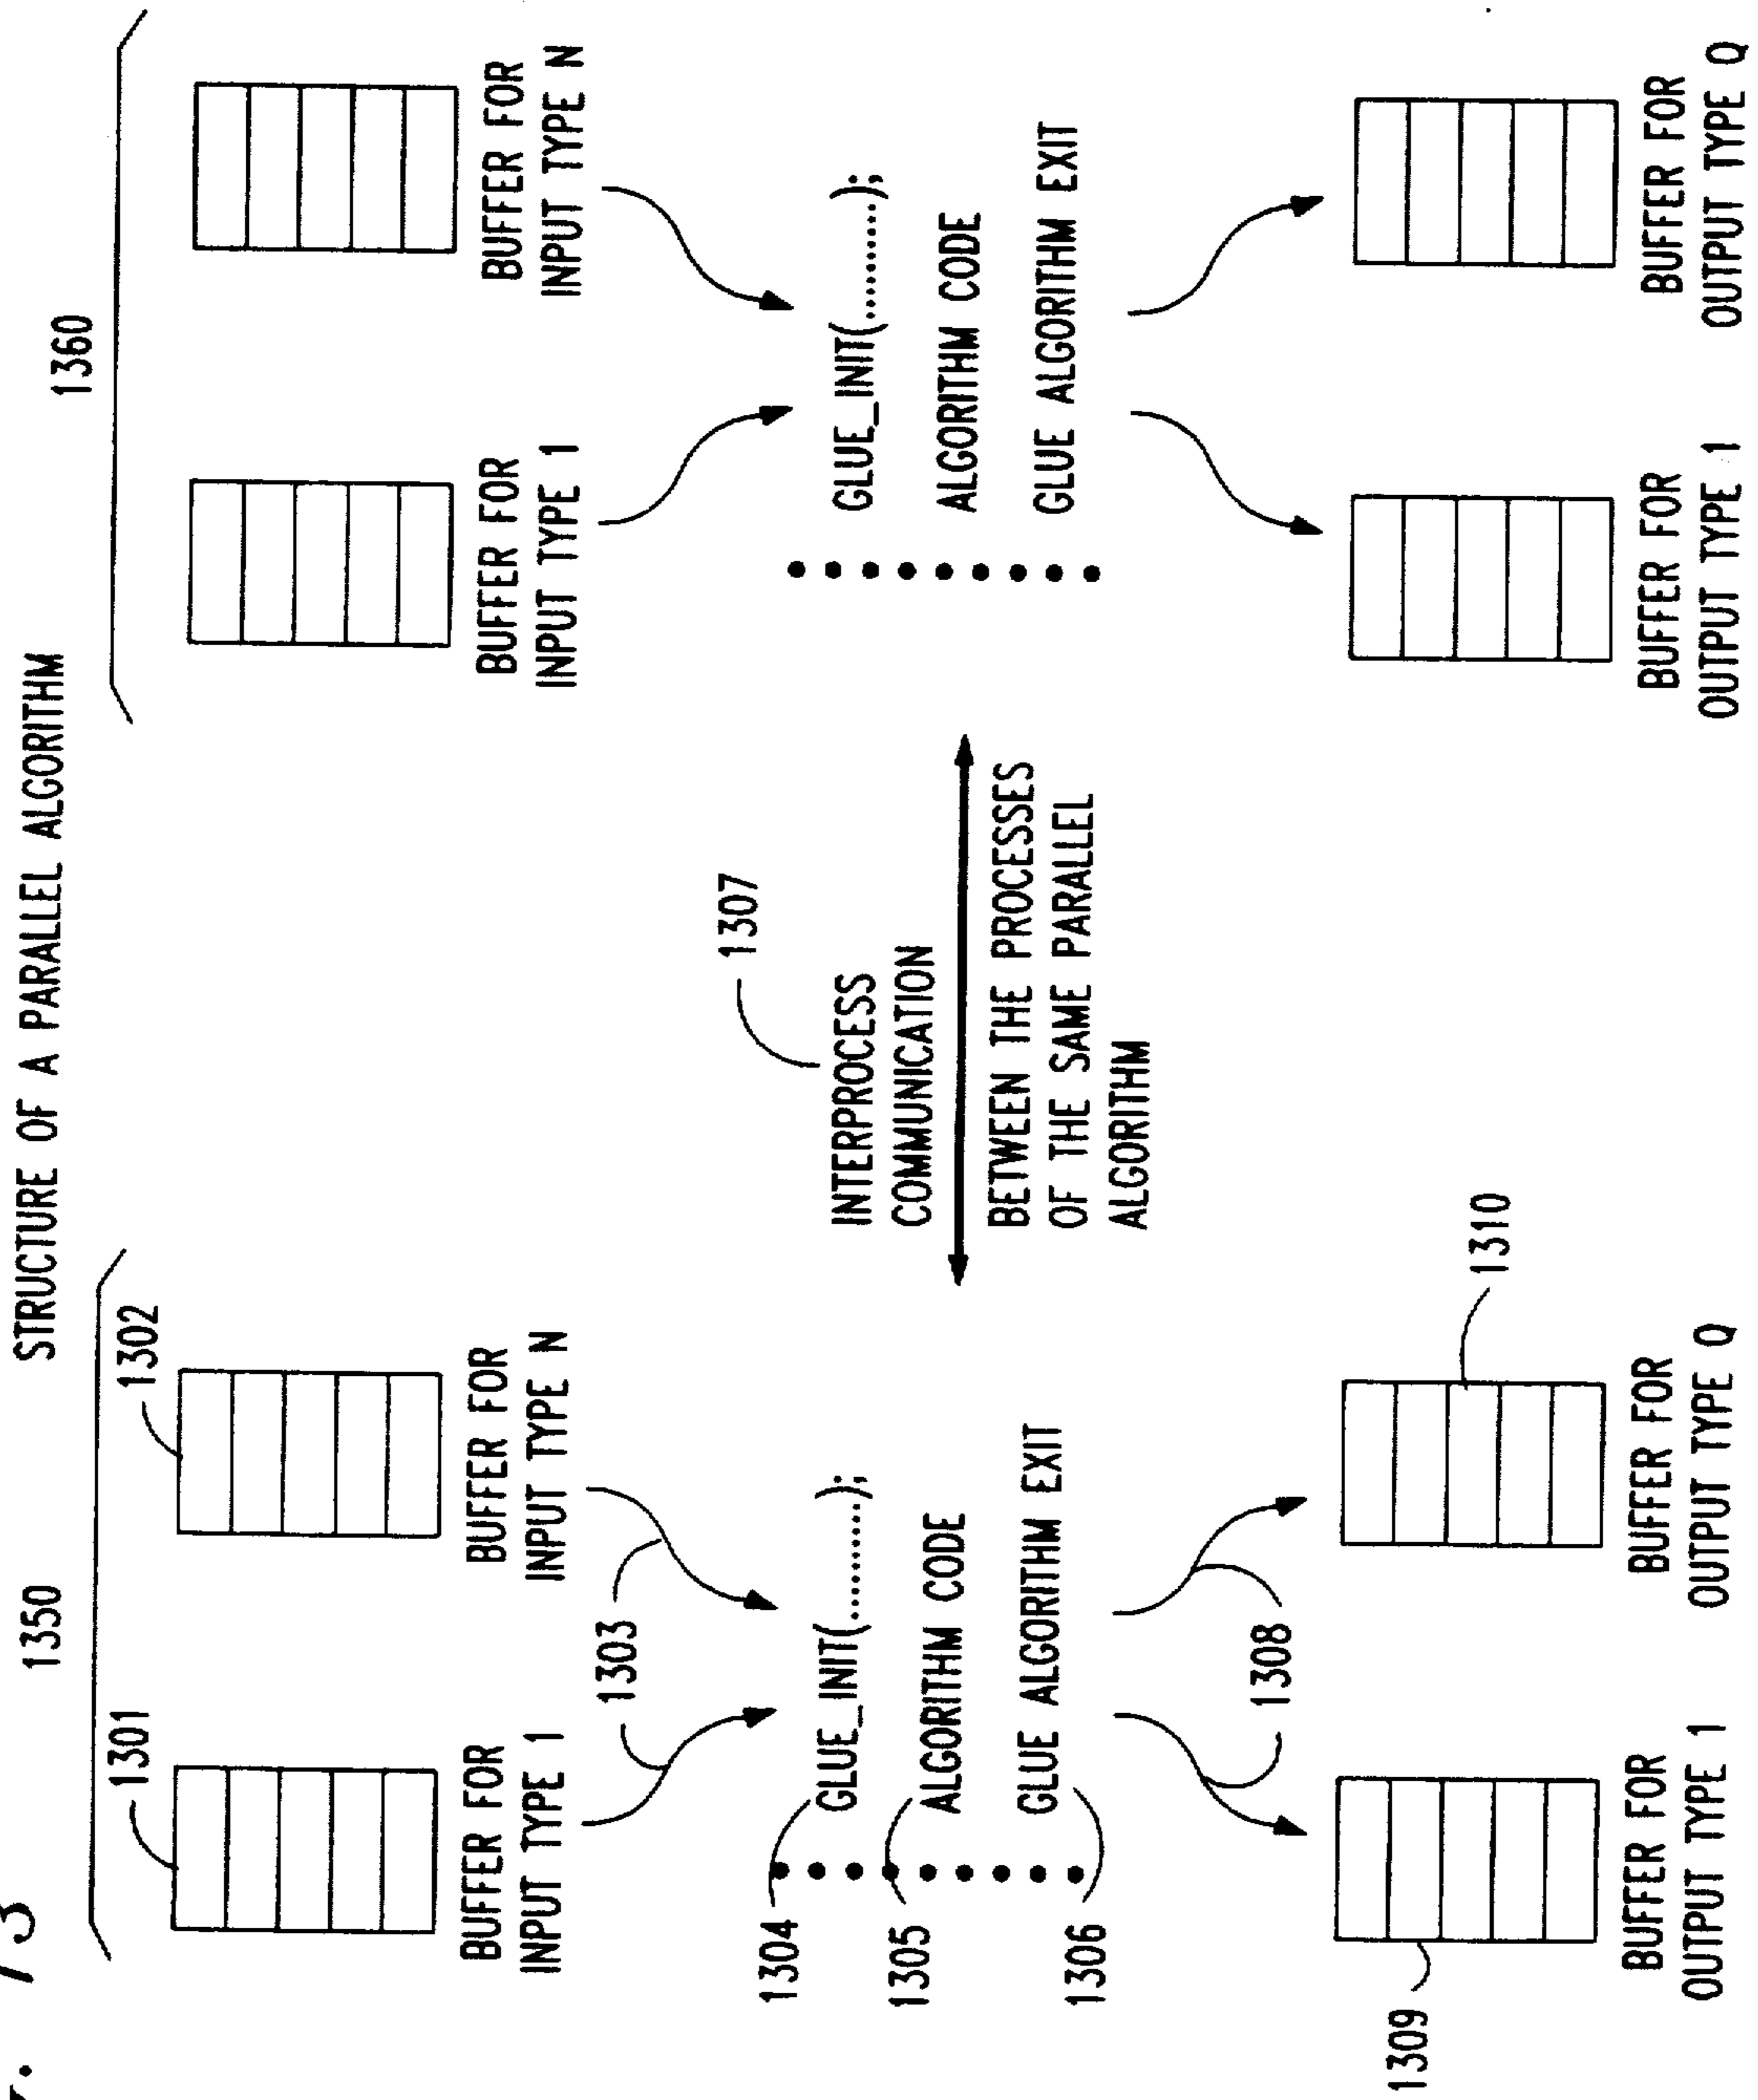 13
STRUCTURE OF A PARALLEL ALGORITHM
1350
1360
1301
1302
BUFFER FOR
INPUT TYPE 1
BUFFER FOR
INPUT TYPE N
BUFFER FOR
INPUT TYPE 1
BUFFER FOR
INPUT TYPE N
1303
1307
1304
GLUE_INIT(..........);
1305
ALGORITHM CODE
1306
GLUE ALGORITHM EXIT
INTERPROCESS
COMMUNICATION
BETWEEN THE PROCESSES
OF THE SAME PARALLEL
ALGORITHM
GLUE_INIT(..........);
ALGORITHM CODE
GLUE ALGORITHM EXIT
1308
1309
1310
BUFFER FOR
OUTPUT TYPE 1
BUFFER FOR
OUTPUT TYPE Q
BUFFER FOR
OUTPUT TYPE 1
BUFFER FOR
OUTPUT TYPE Q